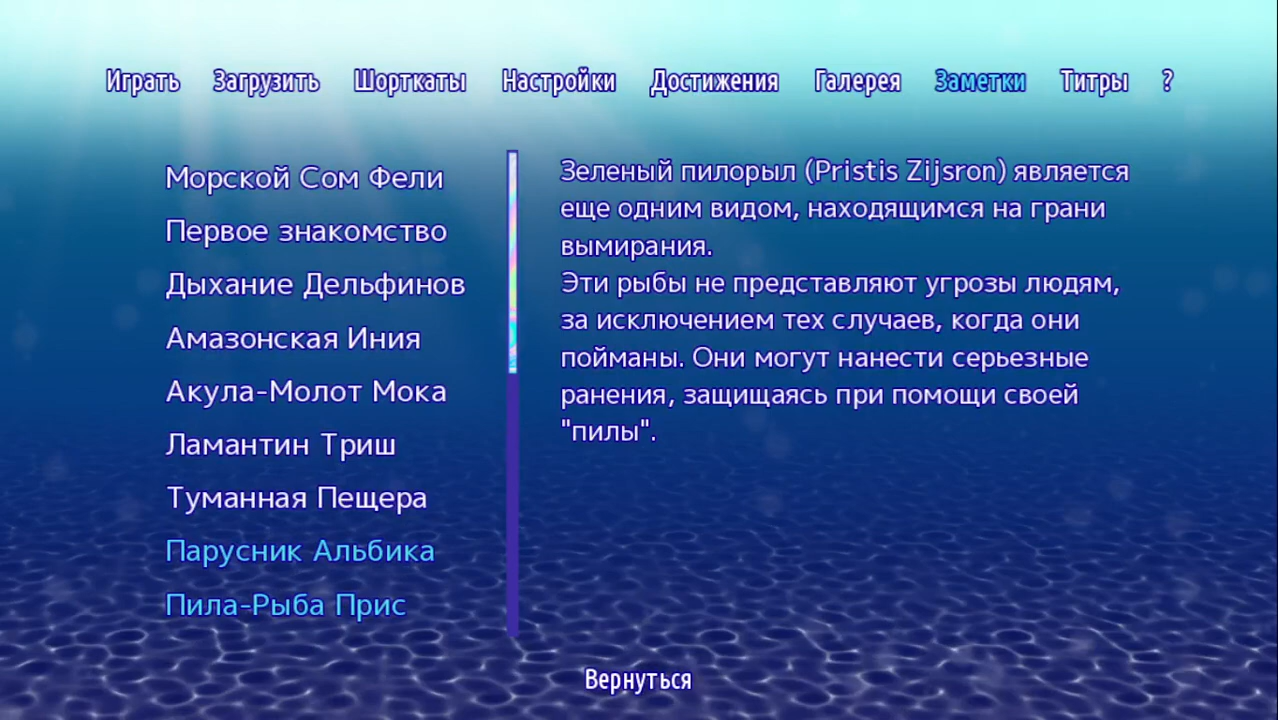 Играть Загрузить Шорткаты Настройки Достижения Галерея Заметки Титры ?
Морской Сом Фели
Первое знакомство
Дыхание Дельфинов
Амазонская Иния
Акула-Молот Мока
Ламантин Триш
Туманная Пещера
Парусник Альбика
Пила-Рыба Прис
Зеленый пилорыл (Pristis Zijsron) является
еще одним видом, находящимся на грани
вымирания.
Эти рыбы не представляют угрозы людям,
за исключением тех случаев, когда они
пойманы. Они могут нанести серьезные
ранения, защищаясь при помощи своей
"пилы".
Вернуться